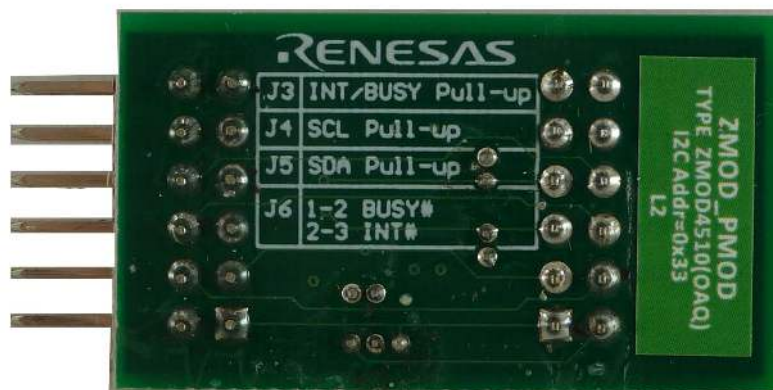 RENESAS
J3 INT/BUSY Pull-up
J4 SCL Pull-up
J5 SDA Pull-up
J6 1-2 BUSY#
2-3 INT#
ZMOD_PMOD
TYPE ZMOD4510(OAQ)
I2C Addr=0x33
L2